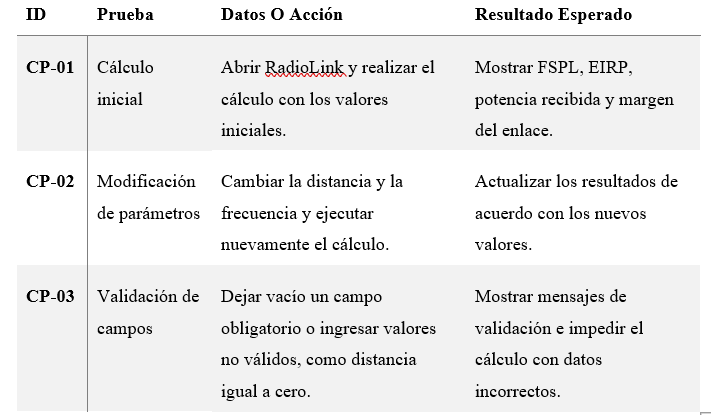 ID Prueba Datos O Acción Resultado Esperado
CP-01 Cálculo Abrir RadioLink y realizar el Mostrar FSPL, EIRP,
inicial cálculo con los valores potencia recibida y margen
iniciales. del enlace.
CP-02 Modificación Cambiar la distancia y la Actualizar los resultados de
de parámetros frecuencia y ejecutar acuerdo con los nuevos
nuevamente el cálculo. valores.
CP-03 Validación de Dejar vacío un campo Mostrar mensajes de
campos obligatorio o ingresar valores validación e impedir el
no válidos, como distancia cálculo con datos
igual a cero. incorrectos.